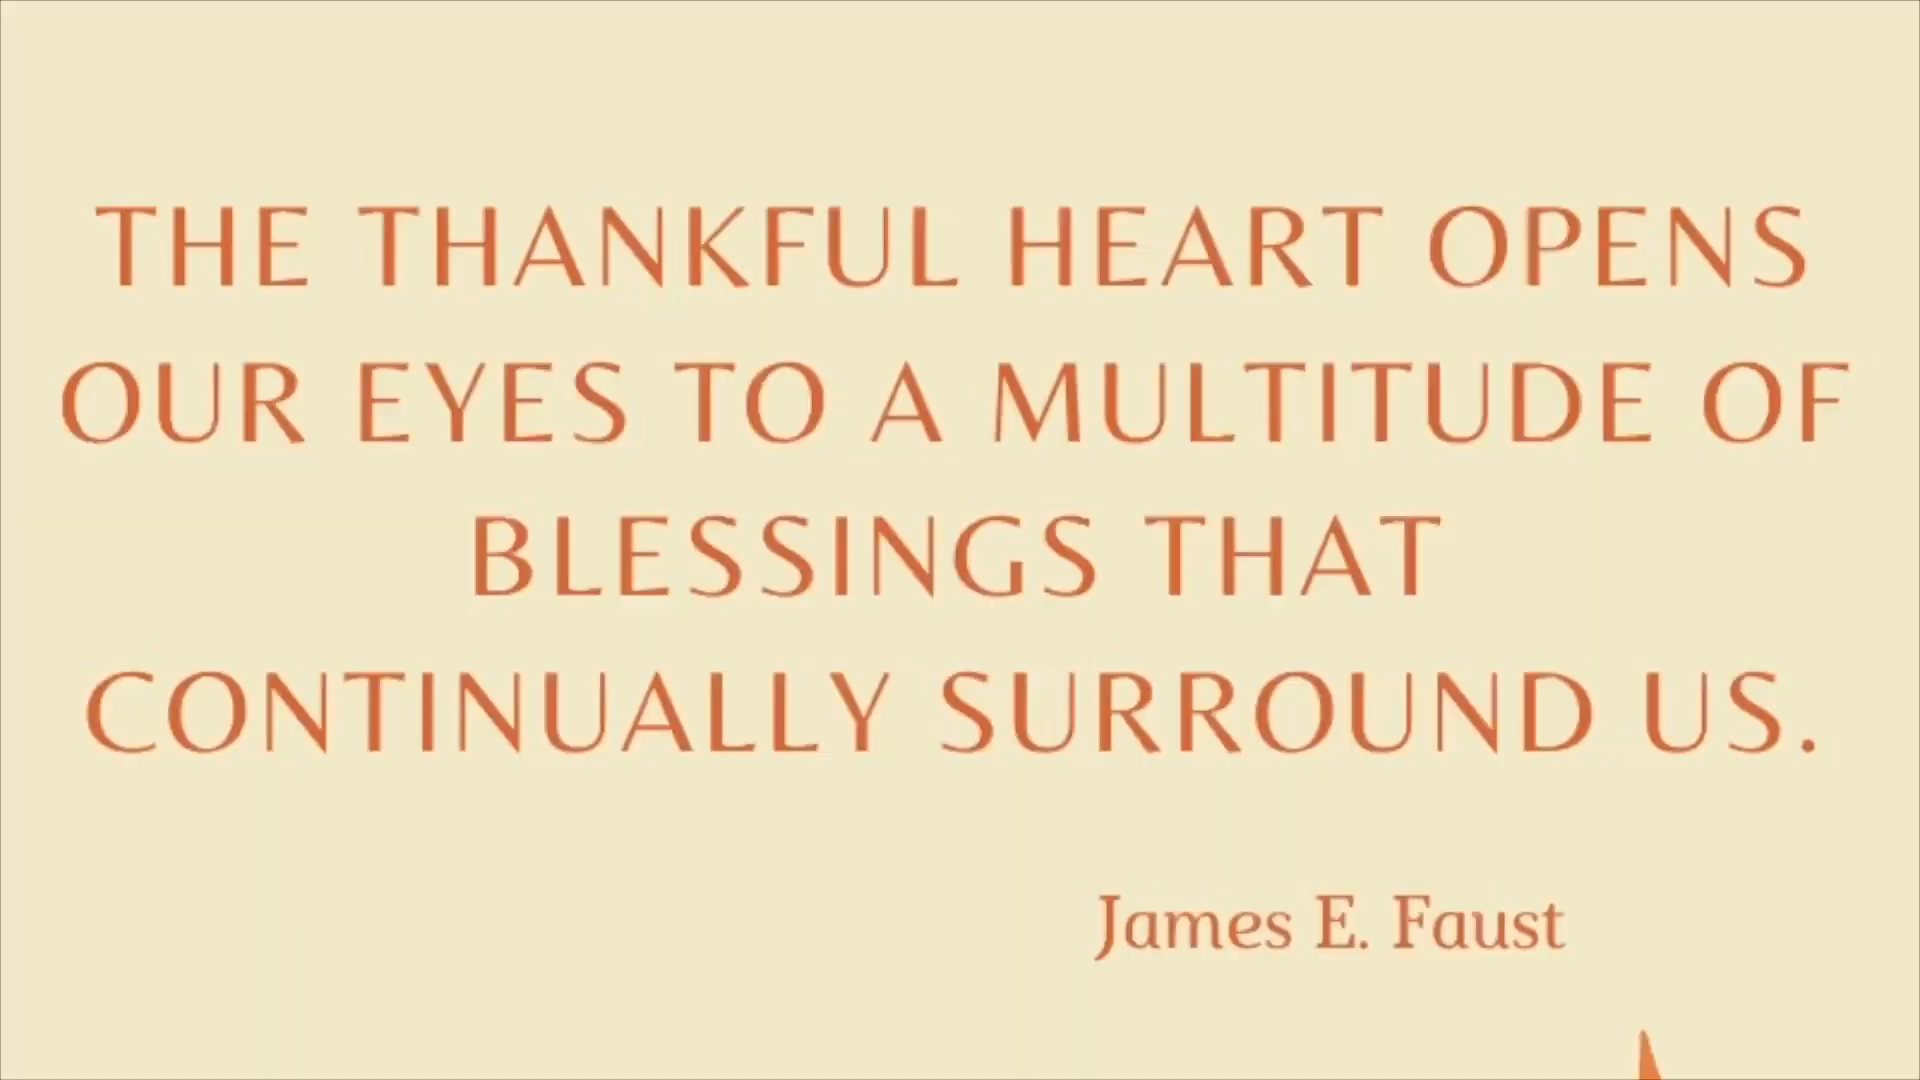 THE THANKFUL HEART OPENS
OUR EYES TO A MULTITUDE OF
BLESSINGS THAT
CONTINUALLY SURROUND US.
James E. Faust